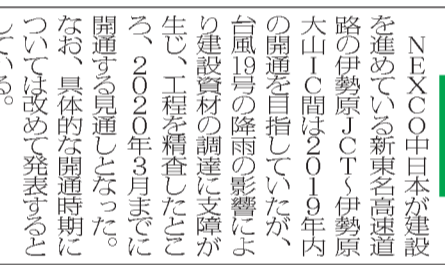 NEXCO中日本が建設
を進めている新東名高速道
路の伊勢原JCT〜伊勢原
大山IC間は2019年内
の開通を目指していたが、
台風19号の降雨の影響によ
り建設資材の調達に支障が
生じ、工程を精査したとこ
ろ、2020年3月までに
開通する見通しとなった。
なお、具体的な開通時期に
ついては改めて発表すると
している。